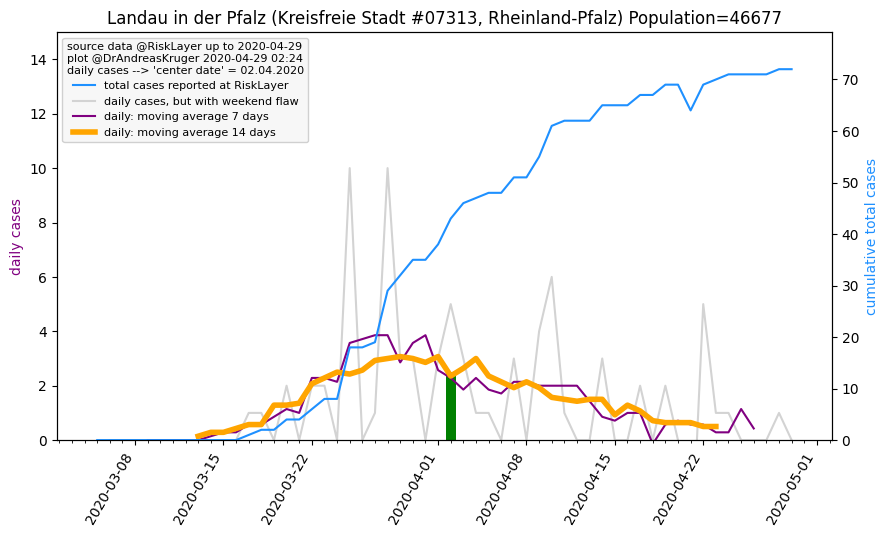 Landau in der Pfalz (Kreisfreie Stadt #07313, Rheinland-Pfalz) Population=46677
source data @RiskLayer up to 2020-04-29
plot @DrAndreasKruger 2020-04-29 02:24
daily cases --> 'center date' = 02.04.2020
total cases reported at RiskLayer
daily cases, but with weekend flaw
daily: moving average 7 days
daily: moving average 14 days
daily cases
14
12
10
8
6
4
2
0
cumulative total cases
70
60
50
40
30
20
10
0
2020-03-08
2020-03-15
2020-03-22
2020-04-01
2020-04-08
2020-04-15
2020-04-22
2020-05-01